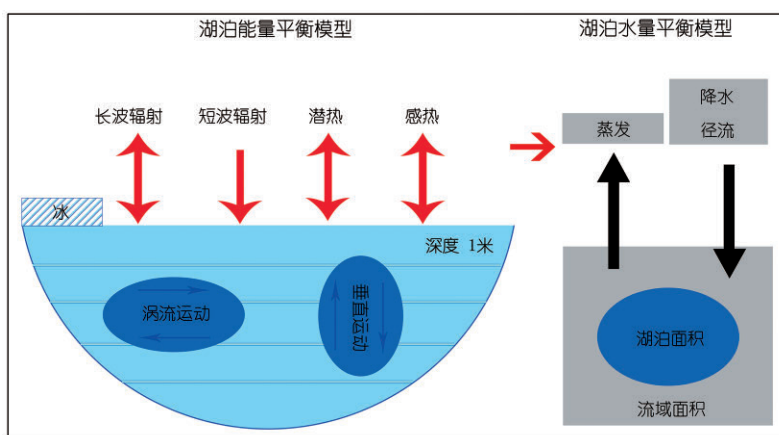 湖泊能量平衡模型
湖泊水量平衡模型
长波辐射
短波辐射
潜热
感热
蒸发
降水
径流
冰
深度 1米
涡流运动
垂直运动
湖泊面积
流域面积